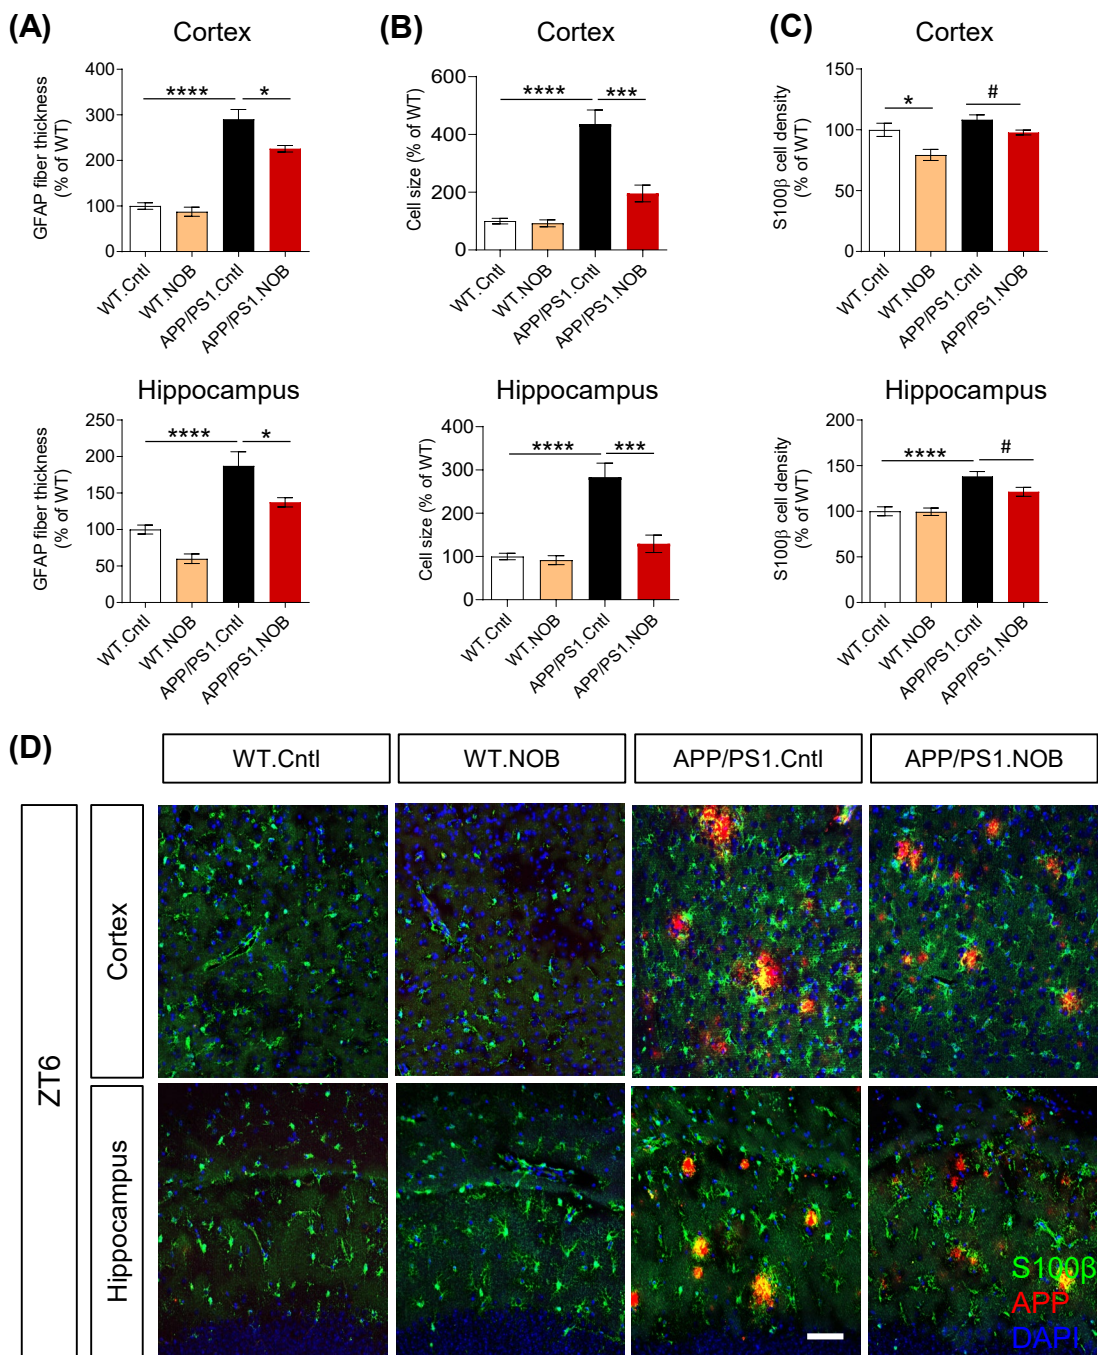 (A)
Cortex
GFAP fiber thickness
(% of WT)
400
300
200
100
0
****
*
WT.Cntl
WT.NOB
APP/PS1.Cntl
APP/PS1.NOB
Hippocampus
GFAP fiber thickness
(% of WT)
250
200
150
100
50
0
****
*
WT.Cntl
WT.NOB
APP/PS1.Cntl
APP/PS1.NOB
(B)
Cortex
Cell size (% of WT)
600
400
200
0
****
***
WT.Cntl
WT.NOB
APP/PS1.Cntl
APP/PS1.NOB
Hippocampus
Cell size (% of WT)
400
300
200
100
0
****
***
WT.Cntl
WT.NOB
APP/PS1.Cntl
APP/PS1.NOB
(C)
Cortex
S100β cell density
(% of WT)
150
100
50
0
*
#
WT.Cntl
WT.NOB
APP/PS1.Cntl
APP/PS1.NOB
Hippocampus
S100β cell density
(% of WT)
200
150
100
50
0
****
#
WT.Cntl
WT.NOB
APP/PS1.Cntl
APP/PS1.NOB
(D)
WT.Cntl
WT.NOB
APP/PS1.Cntl
APP/PS1.NOB
ZT6
Cortex
Hippocampus
S100β
APP
DAPI